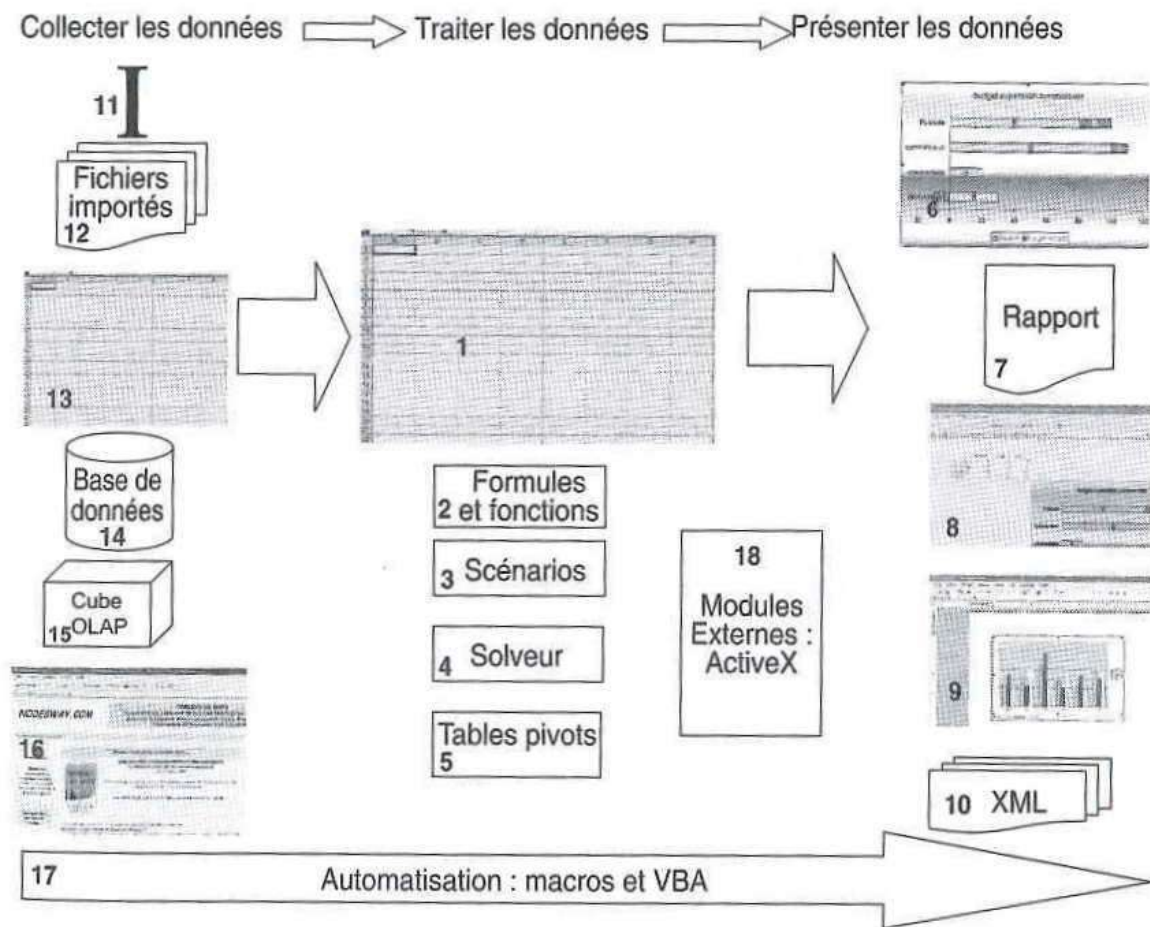 Collecter les données
Traiter les données
Présenter les données
11
Fichiers
importés
12
13
Base de
données
14
Cube
15 OLAP
NODESWAY.COM
16
1
Formules
2 et fonctions
3 Scénarios
4 Solveur
Tables pivots
5
18
Modules
Externes :
ActiveX
6
Rapport
7
8
9
10 XML
17
Automatisation : macros et VBA